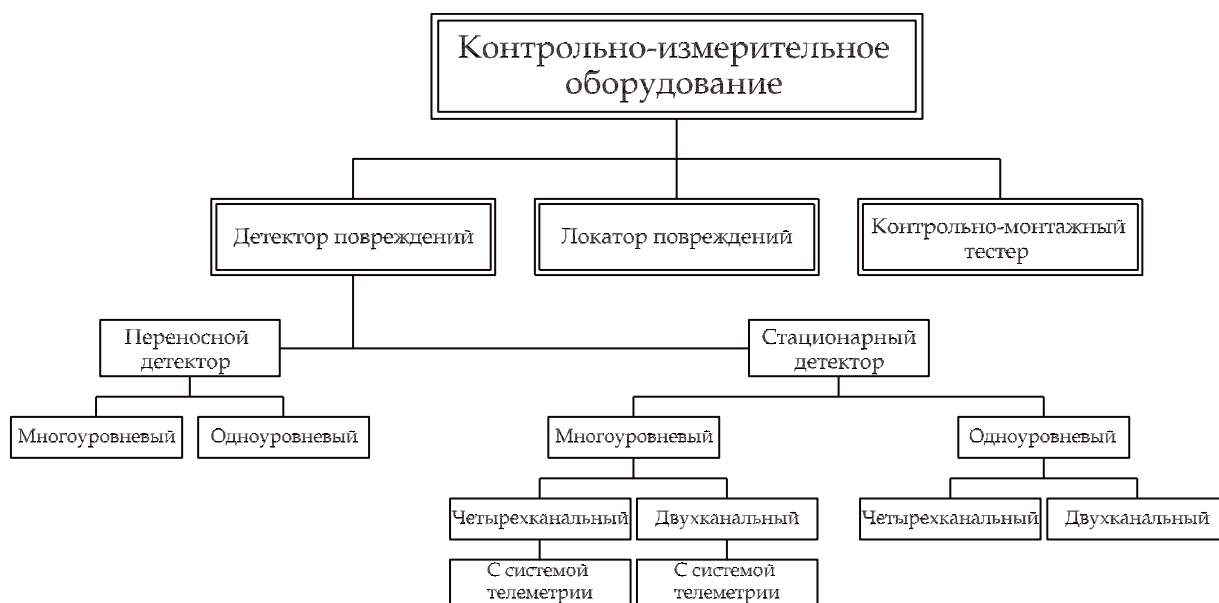 Контрольно-измерительное
оборудование
Детектор повреждений
Локатор повреждений
Контрольно-монтажный
тестер
Переносной
детектор
Стационарный
детектор
Многоуровневый
Одноуровневый
Многоуровневый
Одноуровневый
Четырехканальный
Двухканальный
Четырехканальный
Двухканальный
С системой
телеметрии
С системой
телеметрии